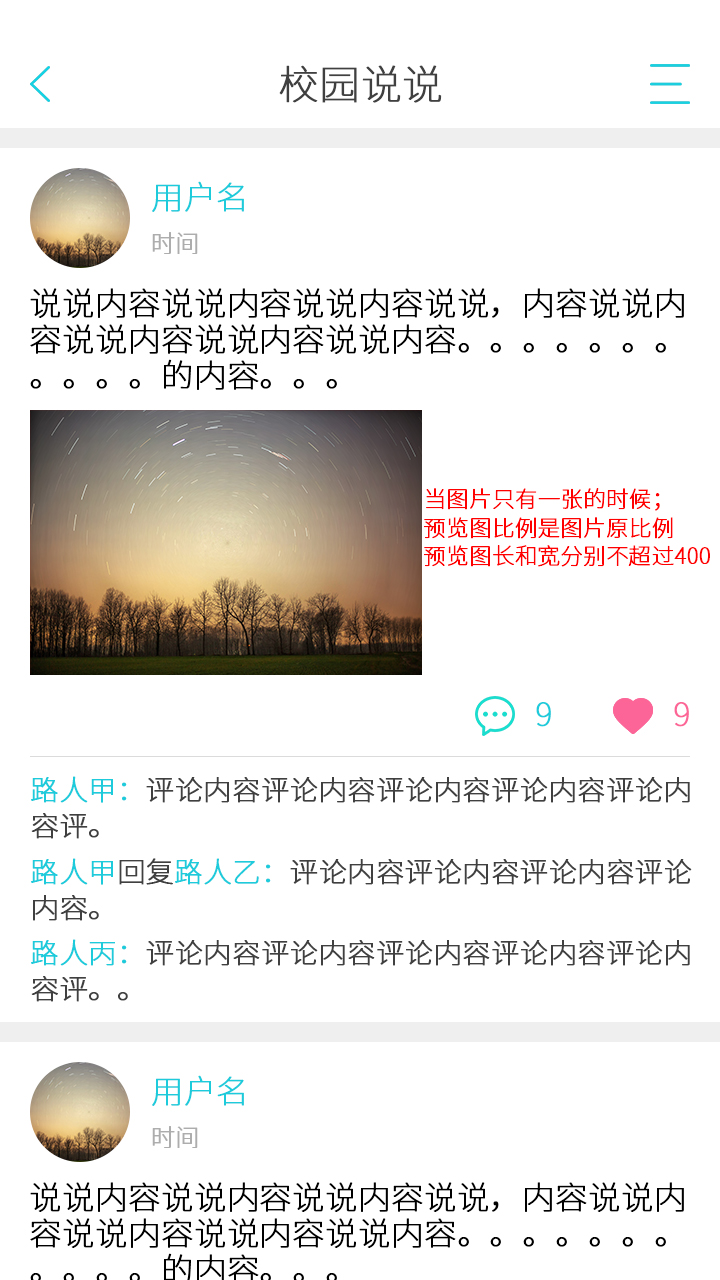 校园说说
用户名
时间
说说内容说说内容说说内容说说，内容说说内
容说说内容说说内容说说内容。。。。。。。
。。。。的内容。。。
当图片只有一张的时候；
预览图比例是图片原比例
预览图长和宽分别不超过400
9
9
路人甲：评论内容评论内容评论内容评论内容评论内
容评。
路人甲回复路人乙：评论内容评论内容评论内容评论
内容。
路人丙：评论内容评论内容评论内容评论内容评论内
容评。。
用户名
时间
说说内容说说内容说说内容说说，内容说说内
容说说内容说说内容说说内容。。。。。。。
。。。。的内容。。。